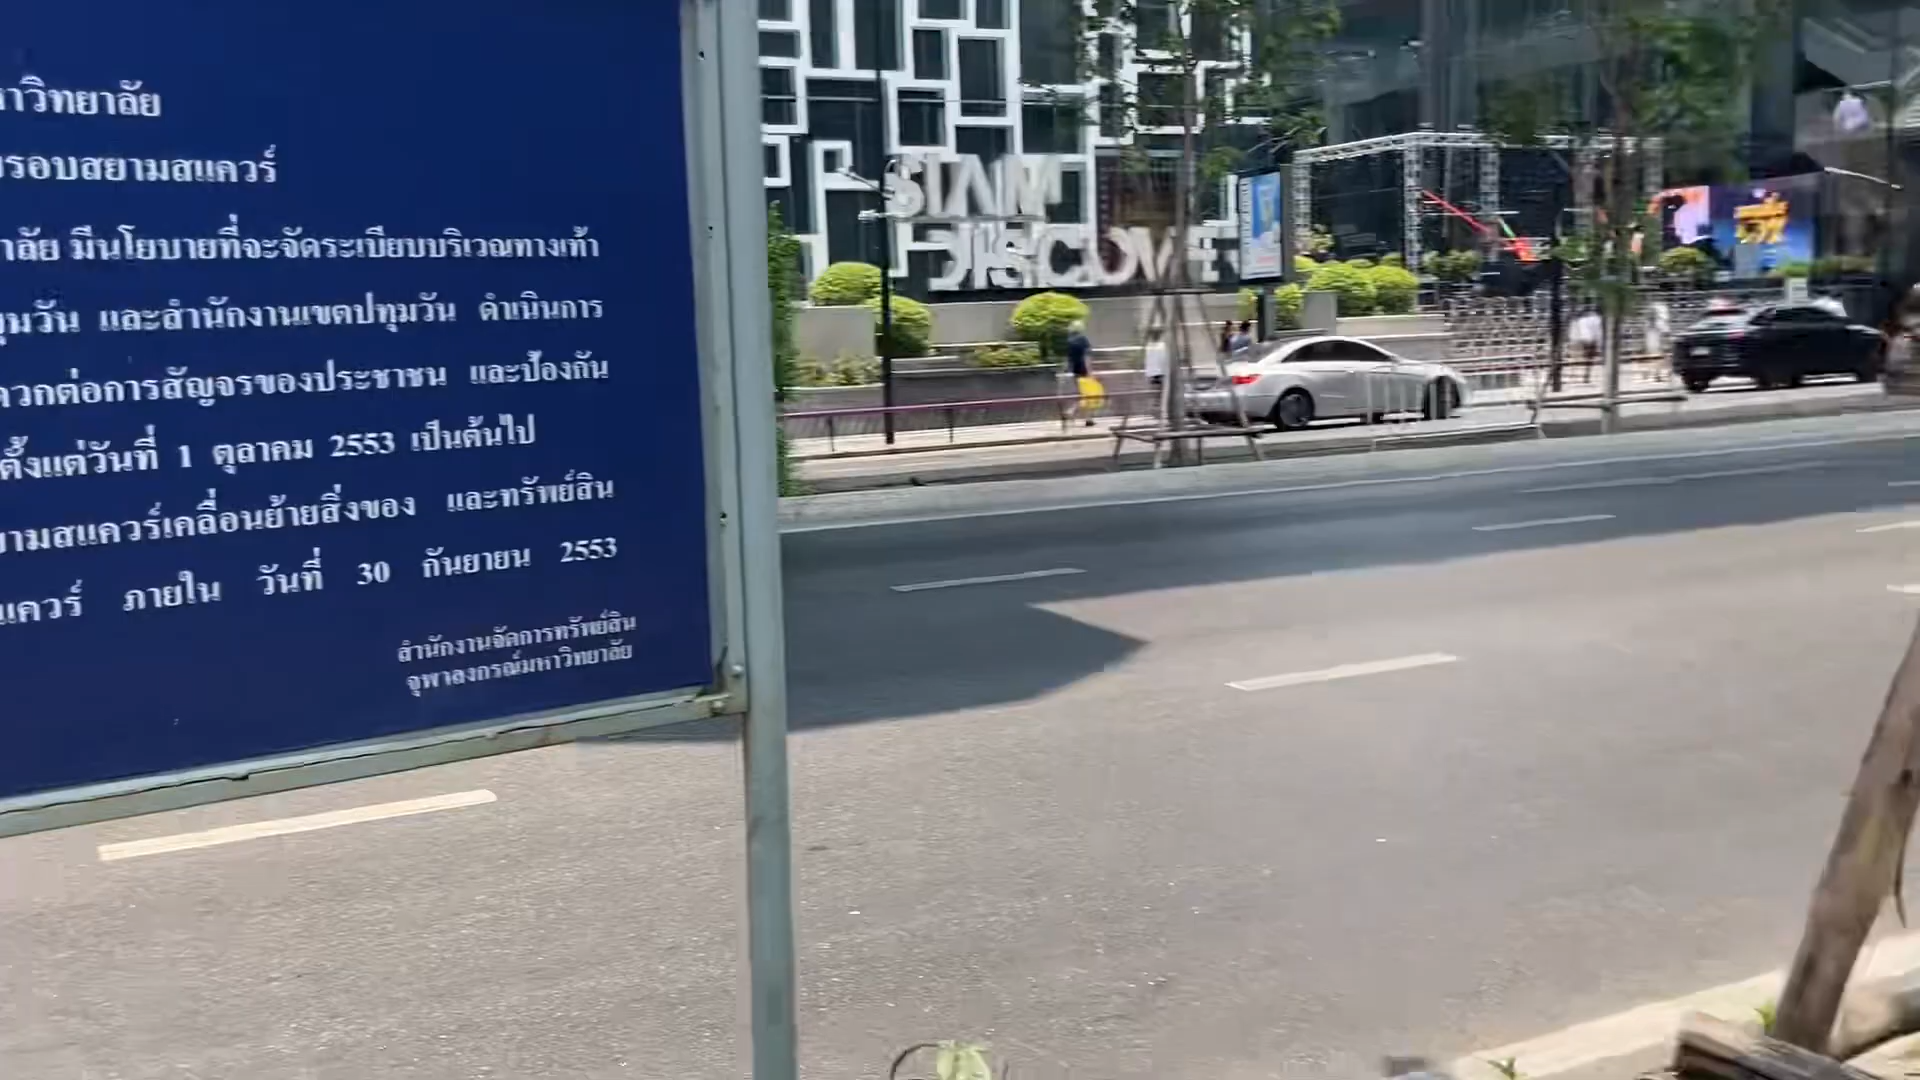 หาวิทยาลัย
รอบสยามสแควร์
าลัย มีนโยบายที่จะจัดระเบียบบริเวณทางเท้า
ุมวัน และสำนักงานเขตปทุมวัน ดำเนินการ
ดวกต่อการสัญจรของประชาชน และป้องกัน
ตั้งแต่วันที่ 1 ตุลาคม 2553 เป็นต้นไป
ยามสแควร์เคลื่อนย้ายสิ่งของ และทรัพย์สิน
แควร์ ภายใน วันที่ 30 กันยายน 2553
สำนักงานจัดการทรัพย์สิน
จุฬาลงกรณ์มหาวิทยาลัย
SIAM
DISCOVE